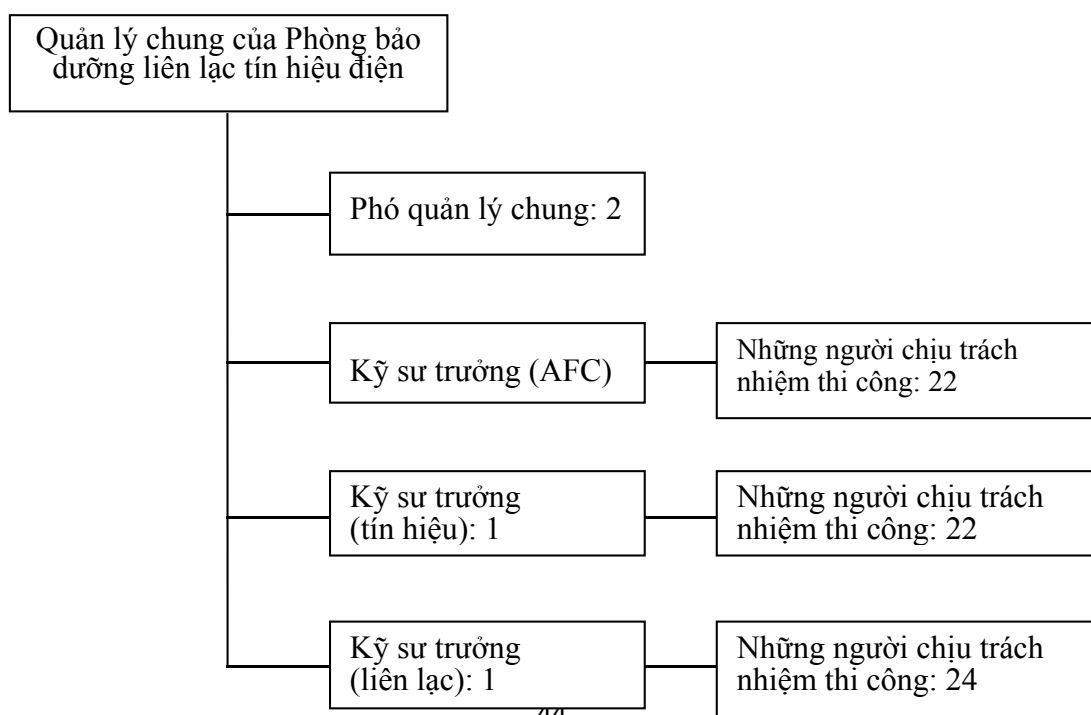 Quản lý chung của Phòng bảo
dưỡng liên lạc tín hiệu điện
Phó quản lý chung: 2
Kỹ sư trưởng (AFC)
Những người chịu trách
nhiệm thi công: 22
Kỹ sư trưởng
(tín hiệu): 1
Những người chịu trách
nhiệm thi công: 22
Kỹ sư trưởng
(liên lạc): 1
Những người chịu trách
nhiệm thi công: 24